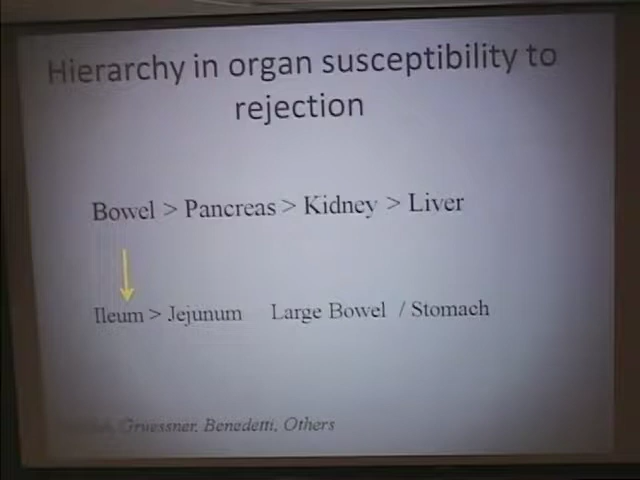 Hierarchy in organ susceptibility to
rejection
Bowel > Pancreas > Kidney > Liver
Ileum > Jejunum Large Bowel / Stomach
Gruessner, Benedetti, Others